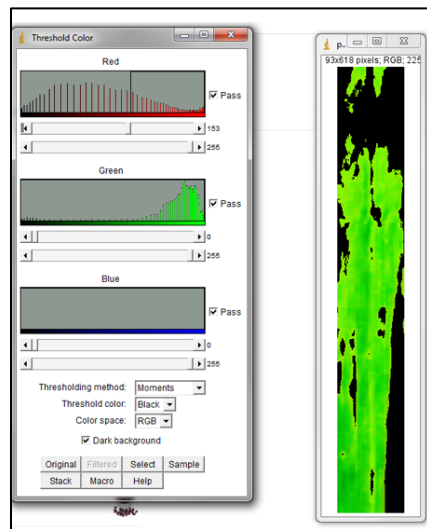 Threshold Color
p...
93x618 pixels; RGB; 225
Red
Pass
153
255
Green
Pass
0
255
Blue
Pass
0
255
Thresholding method: Moments
Threshold color: Black
Color space: RGB
Dark background
Original Filtered Select Sample
Stack Macro Help